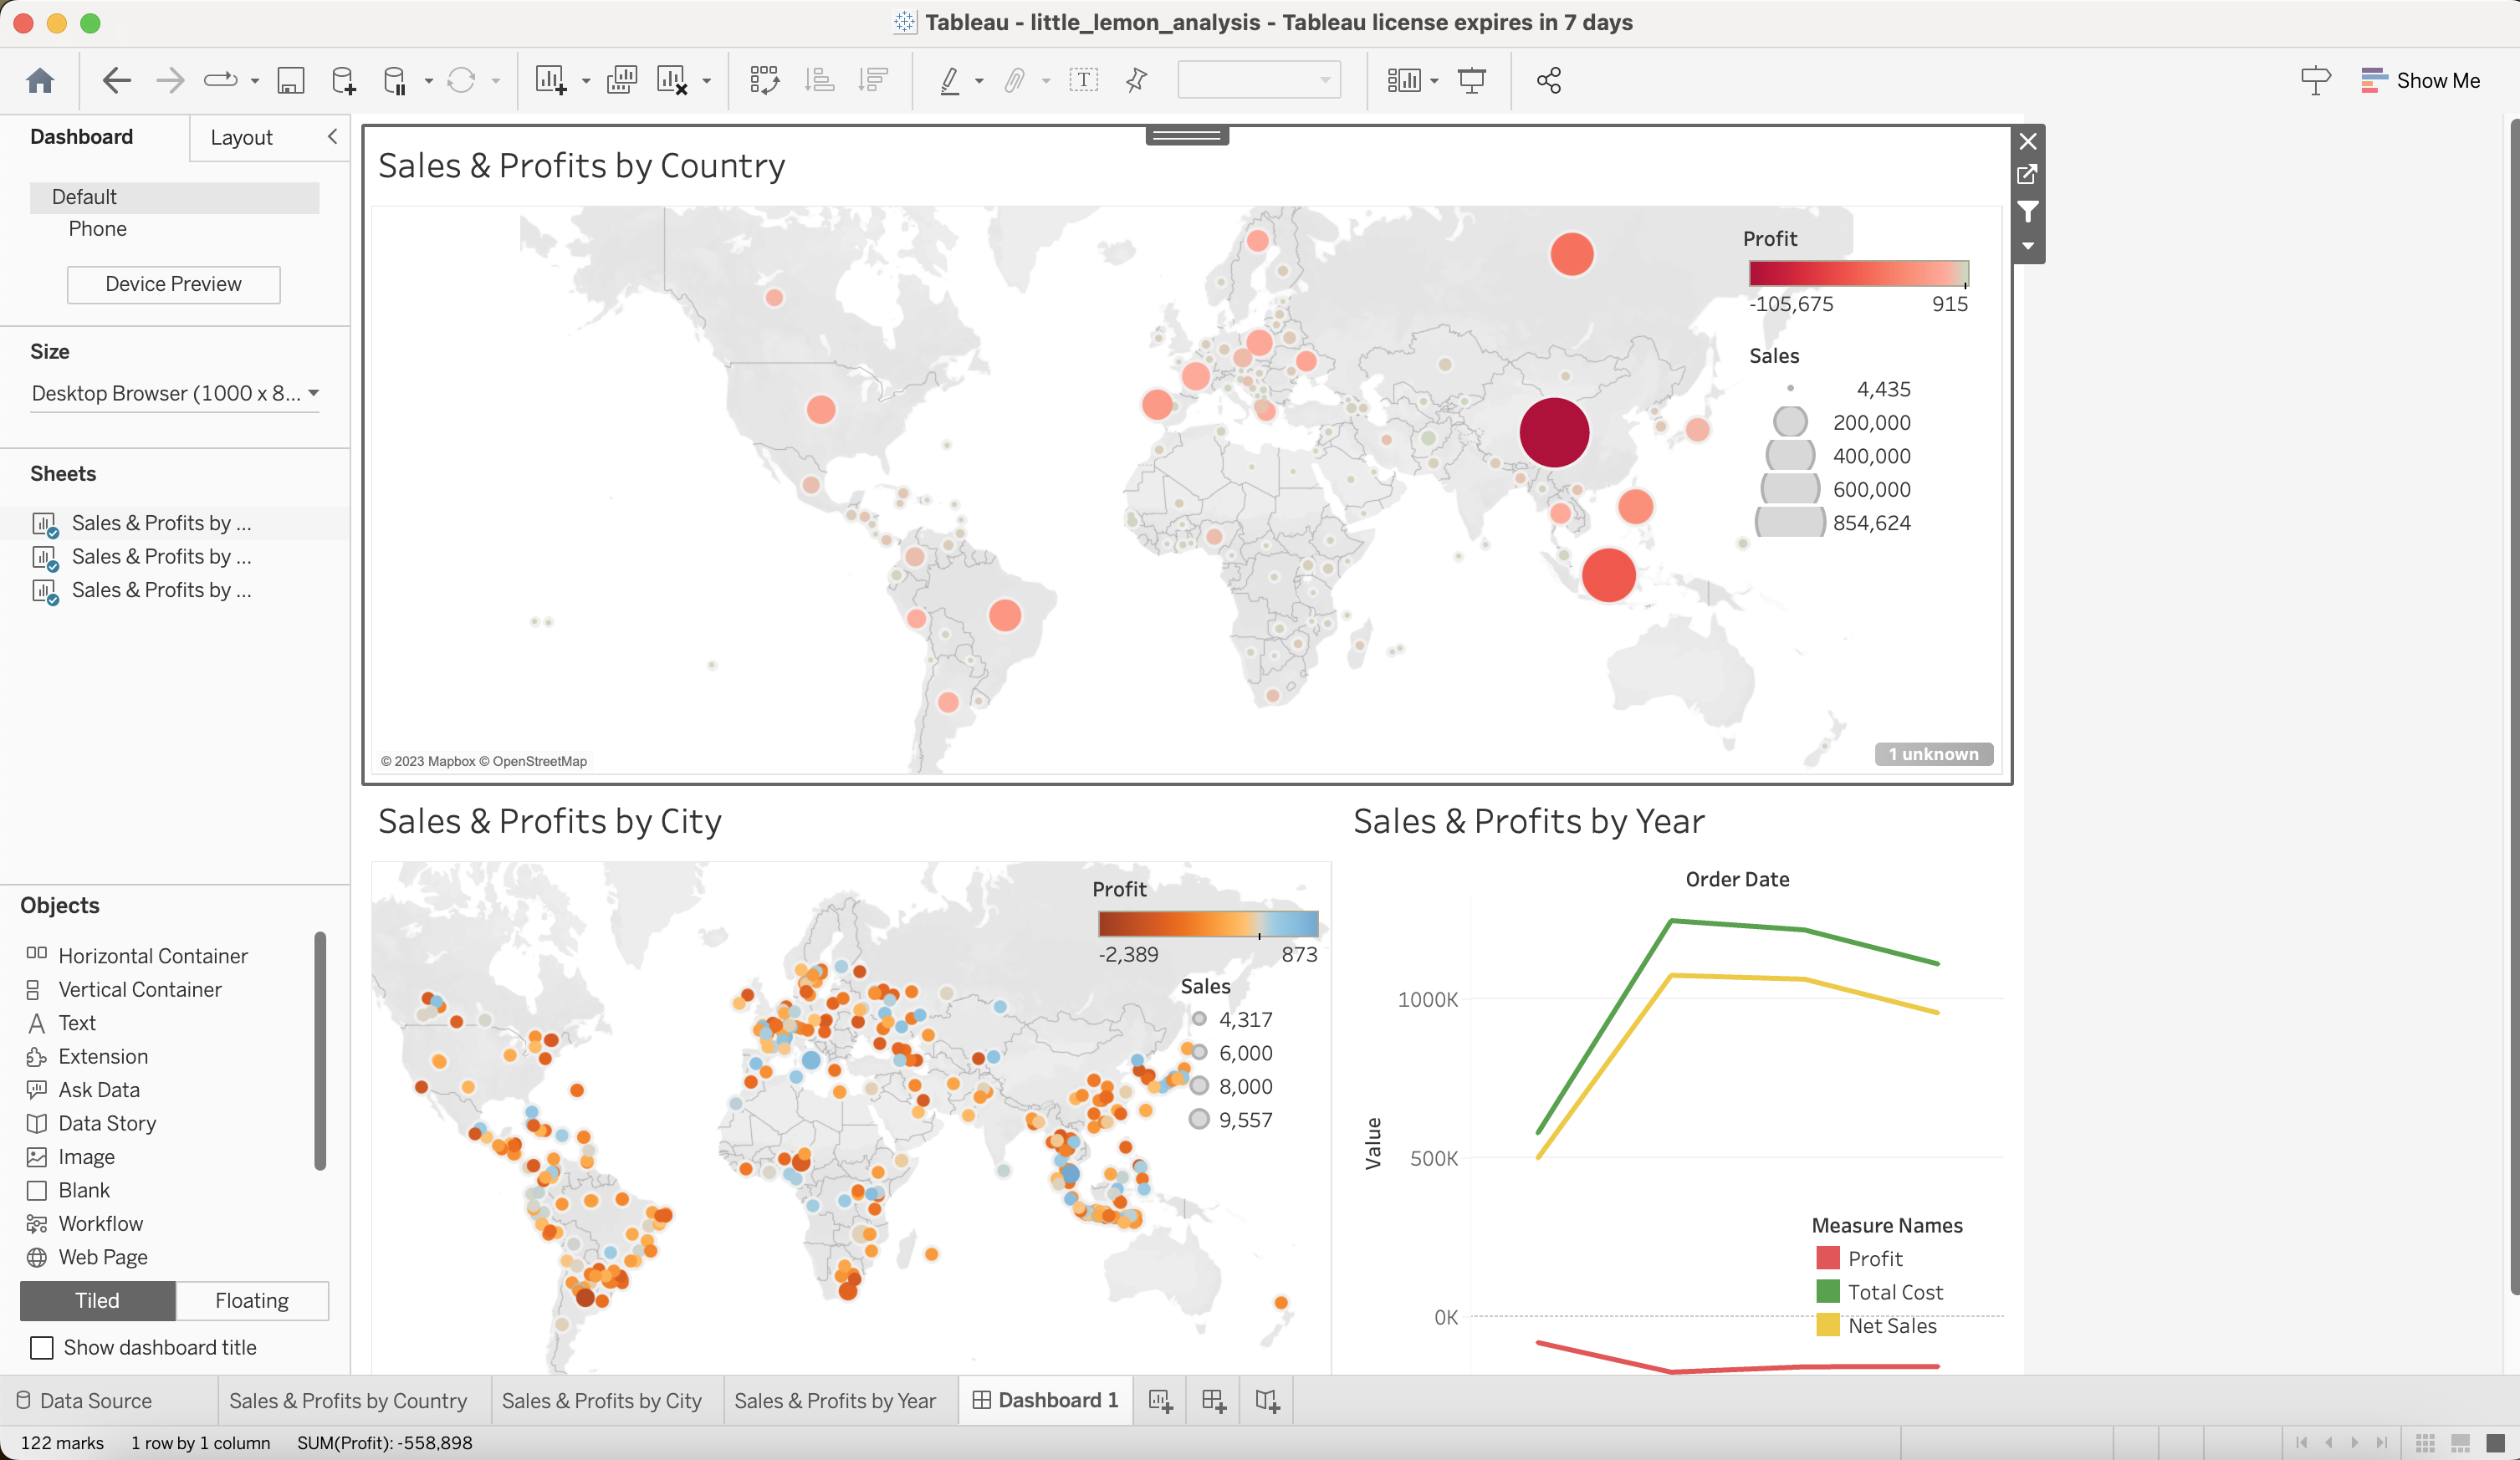 Tableau - little_lemon_analysis - Tableau license expires in 7 days
Show Me
Dashboard
Layout
Default
Phone
Device Preview
Size
Desktop Browser (1000 x 8...
Sheets
Sales & Profits by ...
Sales & Profits by ...
Sales & Profits by ...
Objects
Horizontal Container
Vertical Container
Text
Extension
Ask Data
Data Story
Image
Blank
Workflow
Web Page
Tiled
Floating
Show dashboard title
Sales & Profits by Country
Profit
-105,675 915
Sales
4,435
200,000
400,000
600,000
854,624
© 2023 Mapbox © OpenStreetMap
1 unknown
Sales & Profits by City
Profit
-2,389 873
Sales
4,317
6,000
8,000
9,557
Sales & Profits by Year
Order Date
Value
1000K
500K
0K
Measure Names
Profit
Total Cost
Net Sales
Data Source
Sales & Profits by Country
Sales & Profits by City
Sales & Profits by Year
Dashboard 1
122 marks 1 row by 1 column SUM(Profit): -558,898